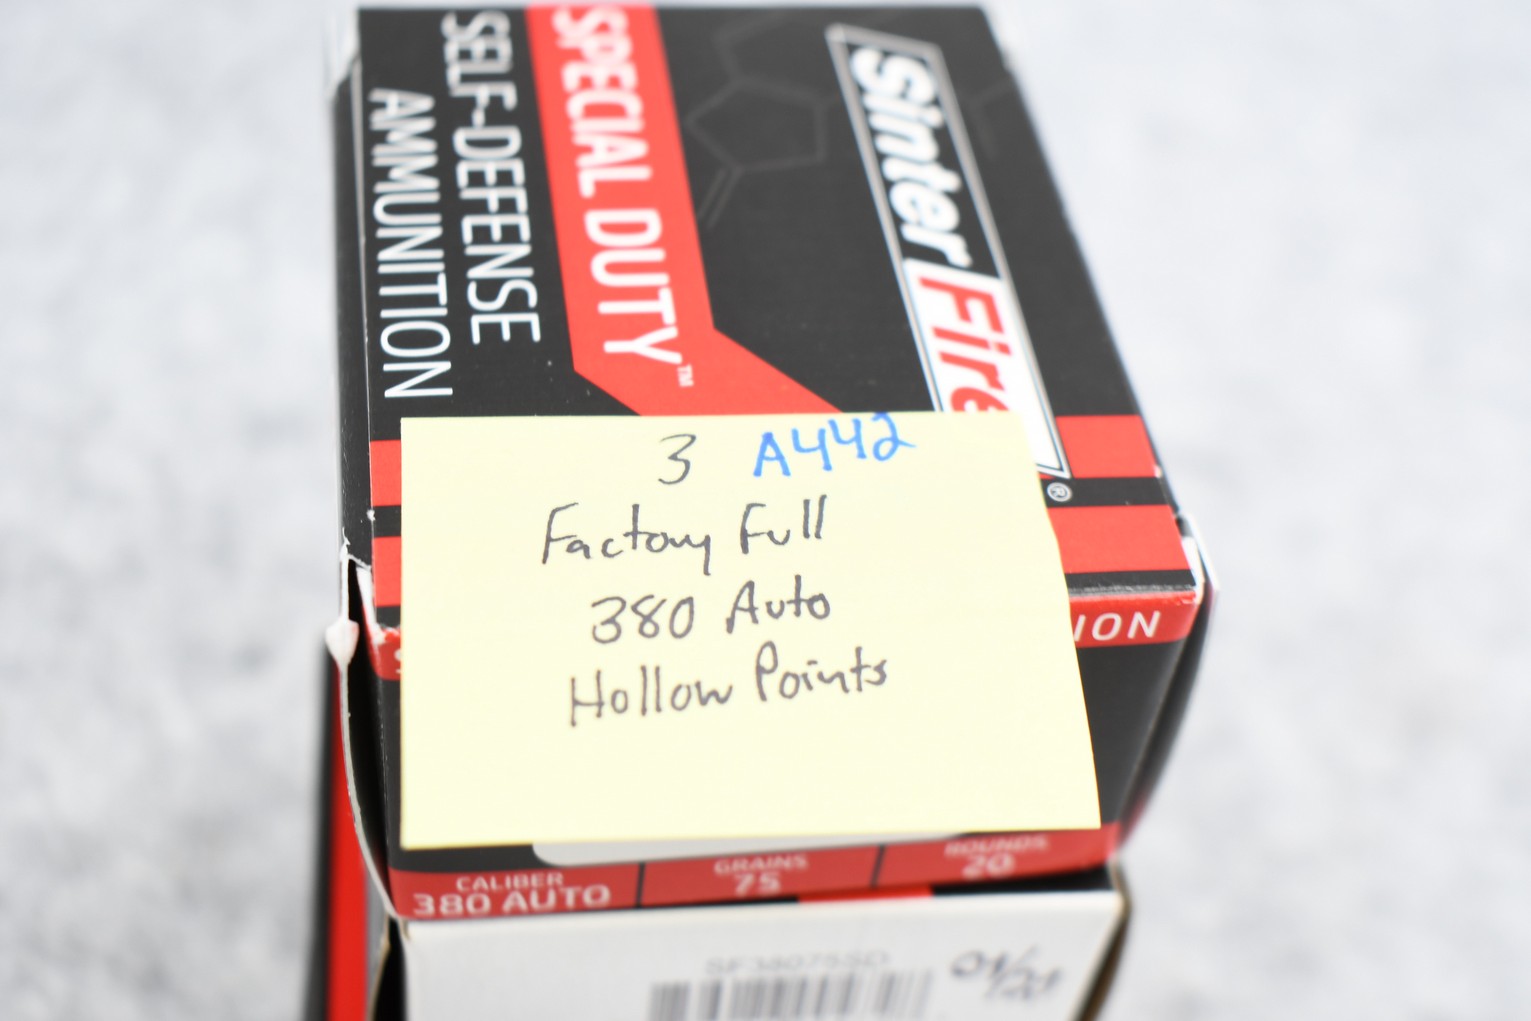 SinterFire®
SPECIAL DUTY™
SELF-DEFENSE
AMMUNITION
3 A442
Factory Full
380 Auto
Hollow Points
ION
CALIBER
380 AUTO
GRAINS
75
ROUNDS
20
SF38075SD